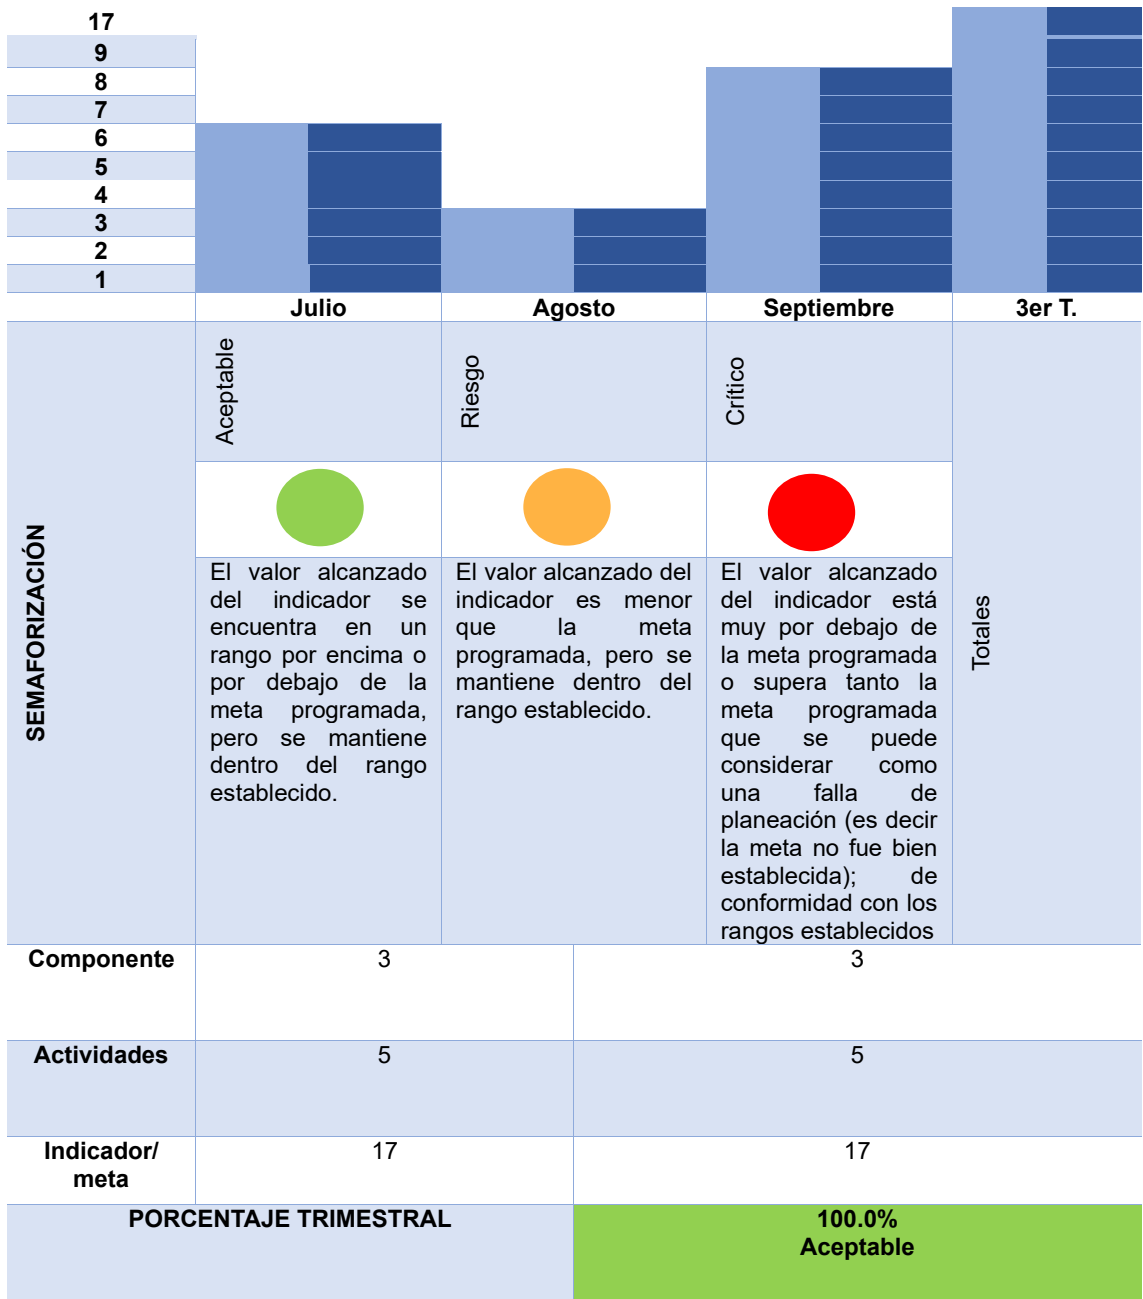 17
9
8
7
6
5
4
3
2
1
Julio
Agosto
Septiembre
3er T.
SEMAFORIZACIÓN
Aceptable
Riesgo
Crítico
El valor alcanzado
del indicador se
encuentra en un
rango por encima o
por debajo de la
meta programada,
pero se mantiene
dentro del rango
establecido.
El valor alcanzado del
indicador es menor
que la meta
programada, pero se
mantiene dentro del
rango establecido.
El valor alcanzado
del indicador está
muy por debajo de
la meta programada
o supera tanto la
meta programada
que se puede
considerar como
una falla de
planeación (es decir
la meta no fue bien
establecida); de
conformidad con los
rangos establecidos
Totales
Componente
3
3
Actividades
5
5
Indicador/
meta
17
17
PORCENTAJE TRIMESTRAL
100.0%
Aceptable